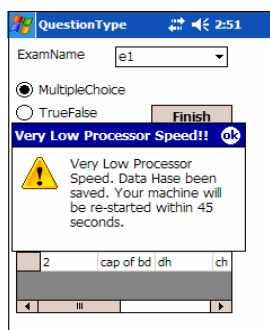 QuestionType 2:51
ExamName e1
MultipleChoice
TrueFalse
Finish
Very Low Processor Speed!! ok
Very Low Processor
Speed. Data Hase been
saved. Your machine will
be re-started within 45
seconds.
2 cap of bd dh ch